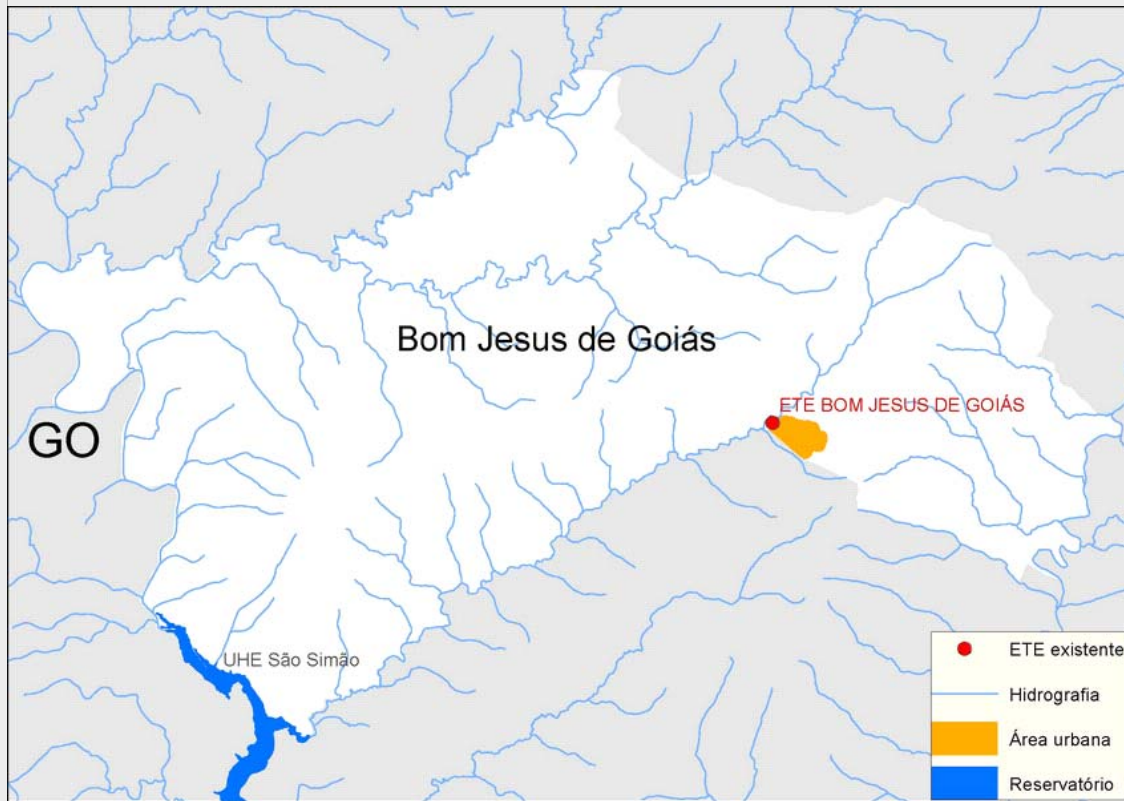 Bom Jesus de Goiás
ETE BOM JESUS DE GOIÁS
GO
UHE São Simão
ETE existente
Hidrografia
Área urbana
Reservatório